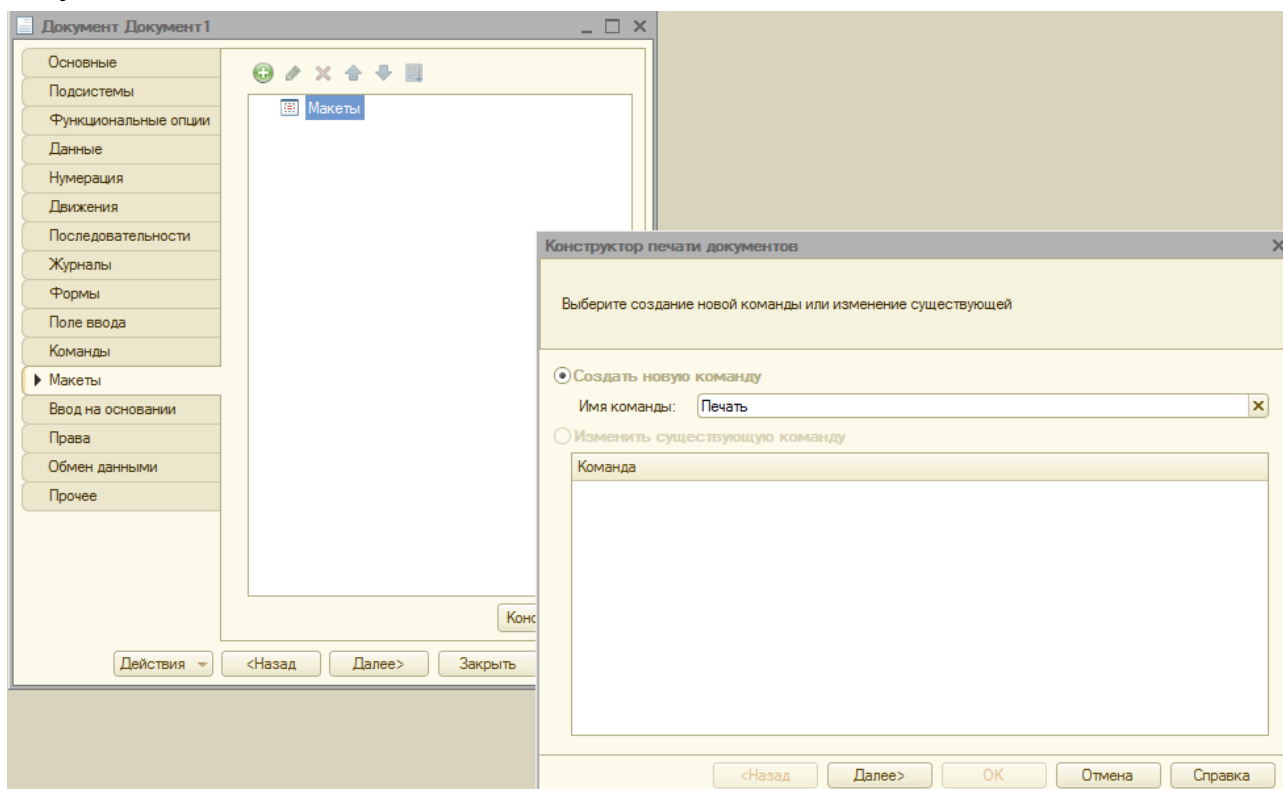 Документ Документ1
Основные
Подсистемы
Функциональные опции
Данные
Нумерация
Движения
Последовательности
Журналы
Формы
Поле ввода
Команды
Макеты
Ввод на основании
Права
Обмен данными
Прочее
Макеты
Действия
<Назад
Далее>
Закрыть
Конструктор печати документов
Выберите создание новой команды или изменение существующей
Создать новую команду
Имя команды: Печать
Изменить существующую команду
Команда
<Назад
Далее>
OK
Отмена
Справка